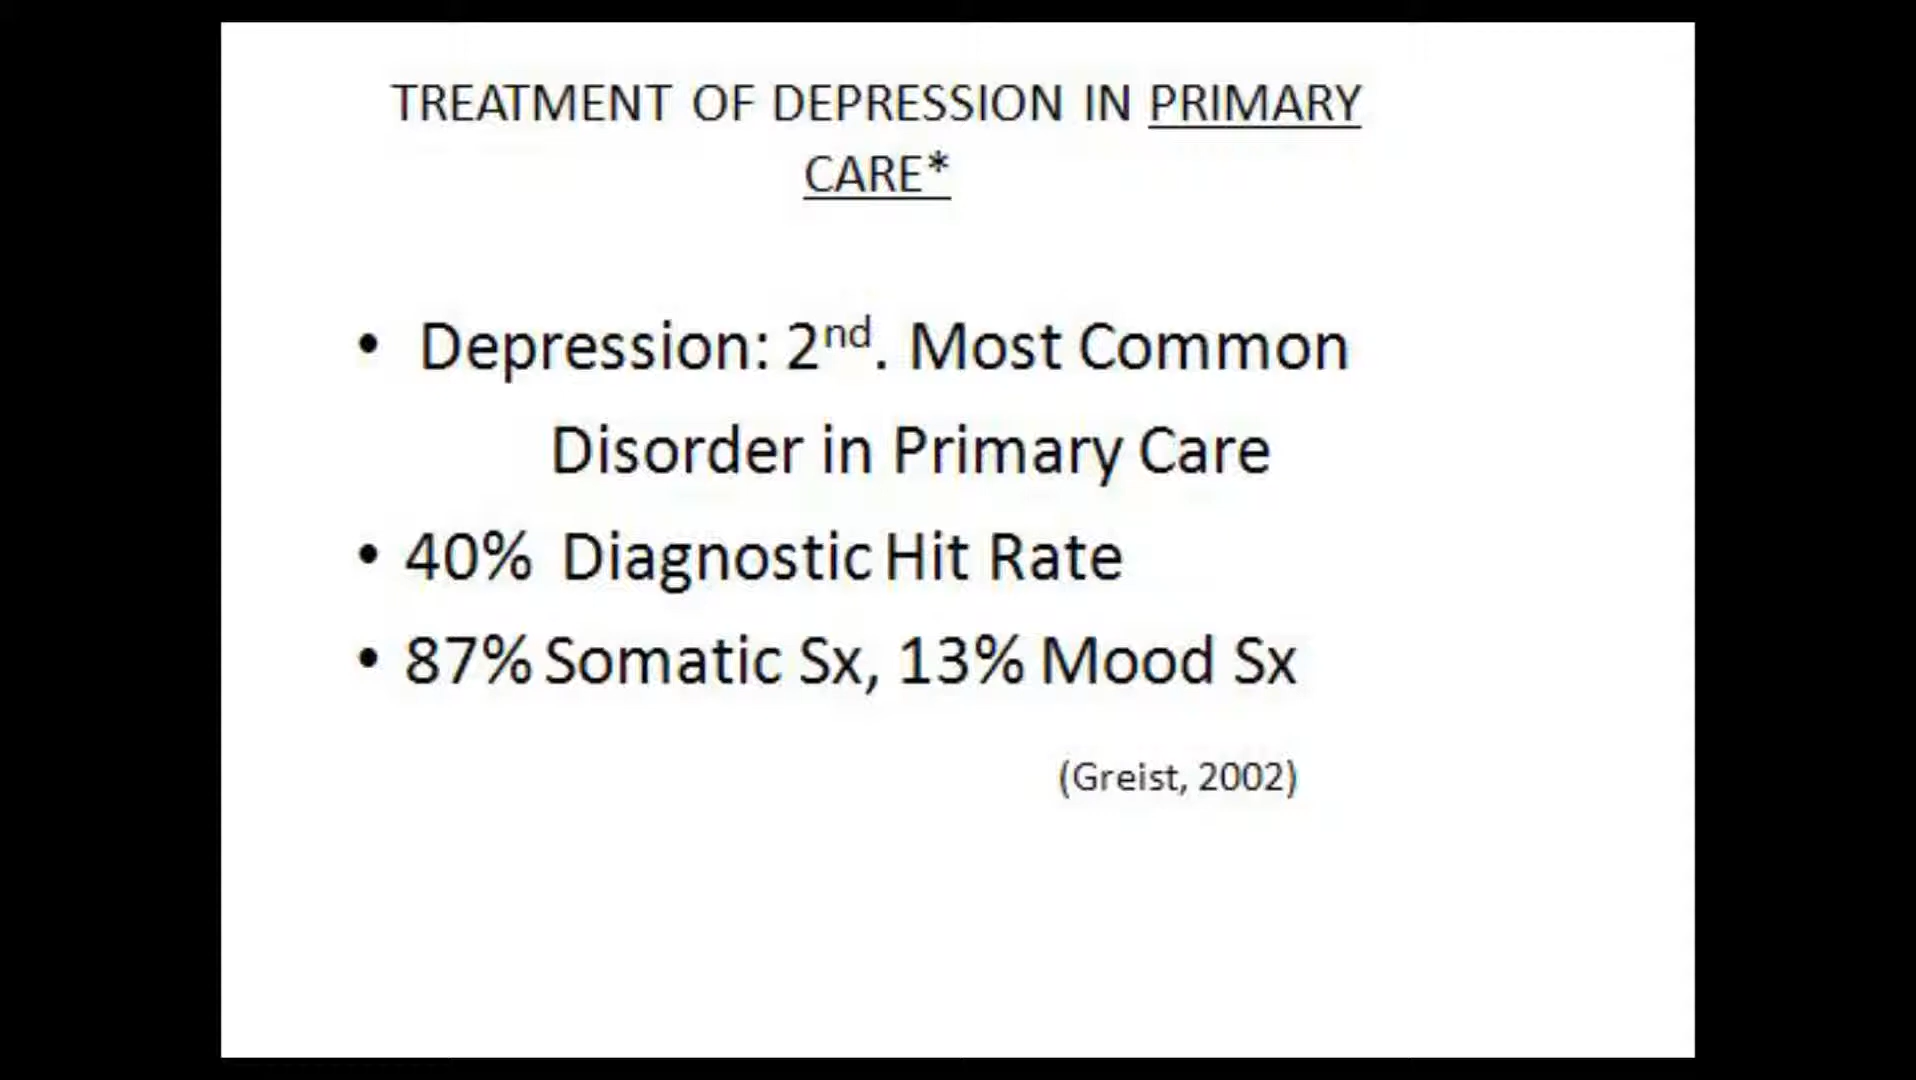 TREATMENT OF DEPRESSION IN PRIMARY
CARE*
• Depression: 2nd. Most Common
Disorder in Primary Care
• 40% Diagnostic Hit Rate
• 87% Somatic Sx, 13% Mood Sx
(Greist, 2002)